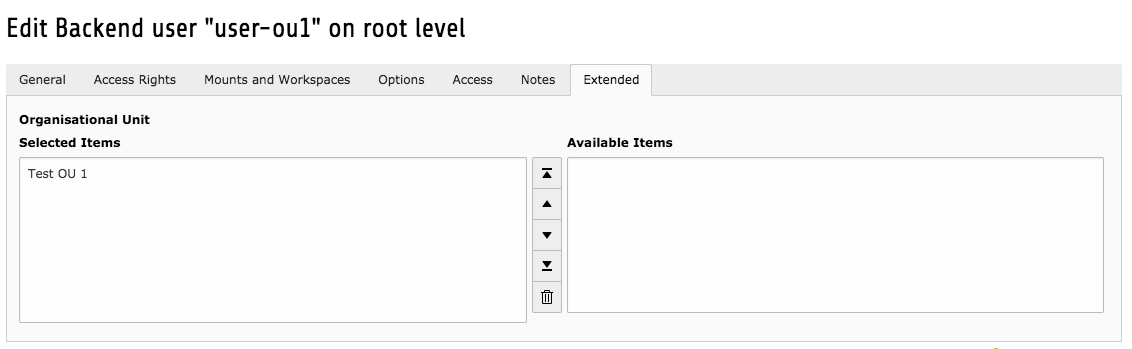 Edit Backend user "user-ou1" on root level
General Access Rights Mounts and Workspaces Options Access Notes Extended
Organisational Unit
Selected Items Available Items
Test OU 1